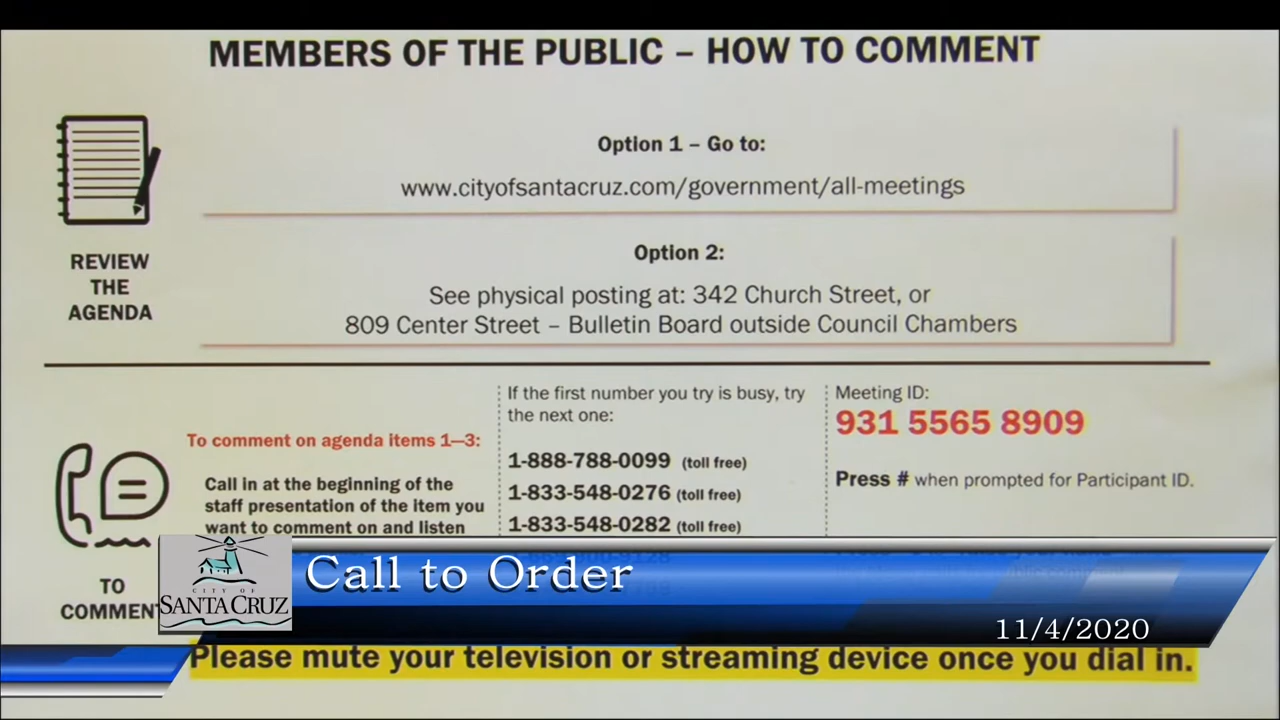 MEMBERS OF THE PUBLIC – HOW TO COMMENT
Option 1 – Go to:
www.cityofsantacruz.com/government/all-meetings
REVIEW
THE
AGENDA
Option 2:
See physical posting at: 342 Church Street, or
809 Center Street – Bulletin Board outside Council Chambers
To comment on agenda items 1—3:
Call in at the beginning of the
staff presentation of the item you
want to comment on and listen
If the first number you try is busy, try
the next one:
1-888-788-0099 (toll free)
1-833-548-0276 (toll free)
1-833-548-0282 (toll free)
Meeting ID:
931 5565 8909
Press # when prompted for Participant ID.
TO
COMMENT
CITY OF
SANTA CRUZ
Call to Order
11/4/2020
Please mute your television or streaming device once you dial in.